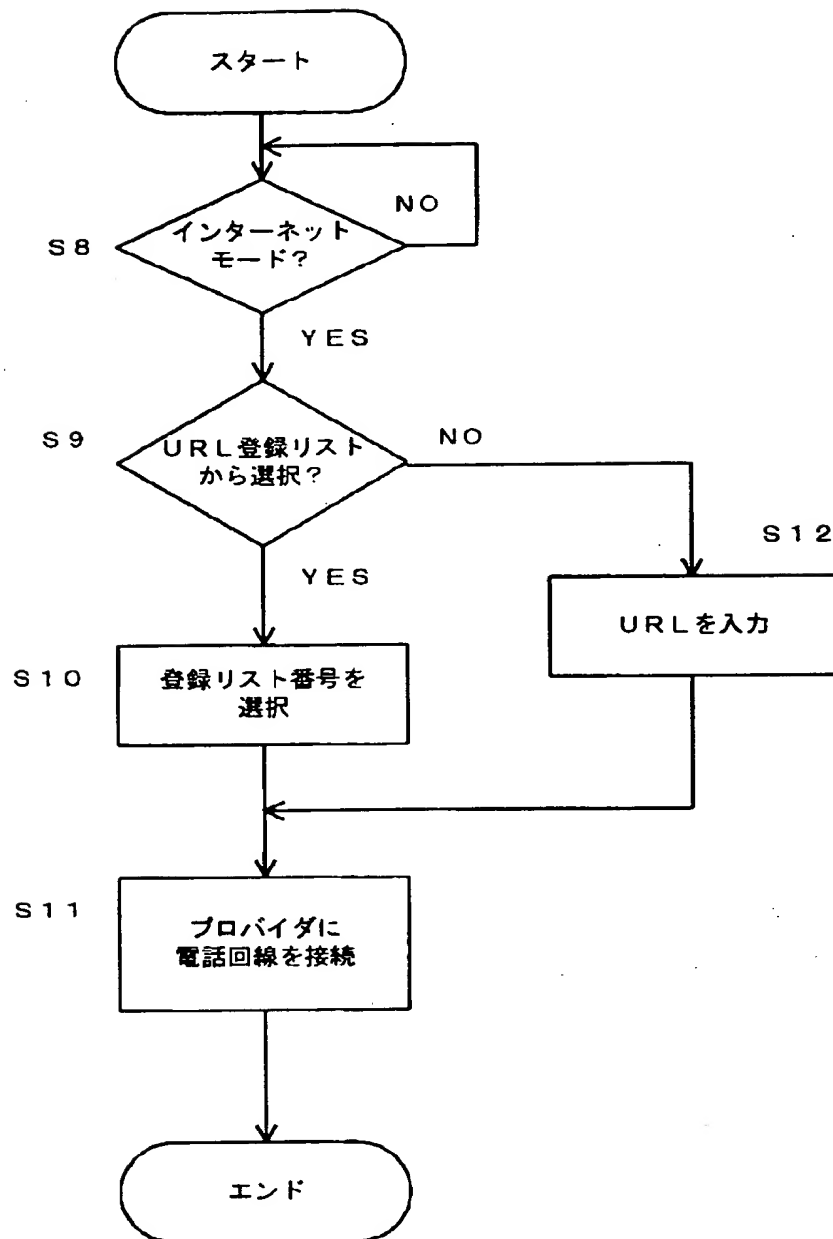 スタート
NO
S8
インターネット
モード?
YES
S9
URL登録リスト
から選択?
NO
S12
YES
URLを入力
S10
登録リスト番号を
選択
S11
プロバイダに
電話回線を接続
エンド